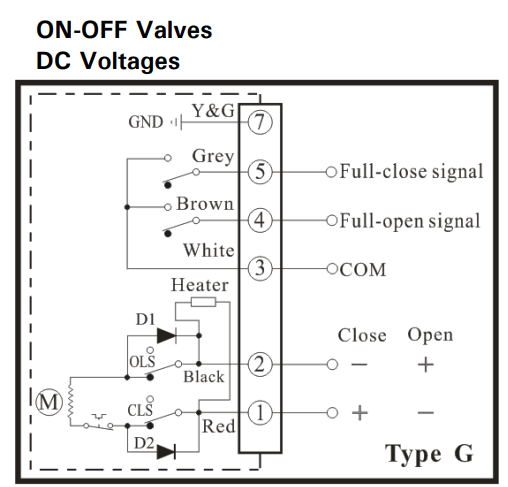 ON-OFF Valves
DC Voltages
GND Y&G 7
Grey 5 Full-close signal
Brown 4 Full-open signal
White 3 COM
Heater
D1 Close Open
OLS Black 2 − +
M CLS Red 1 + −
D2 Type G